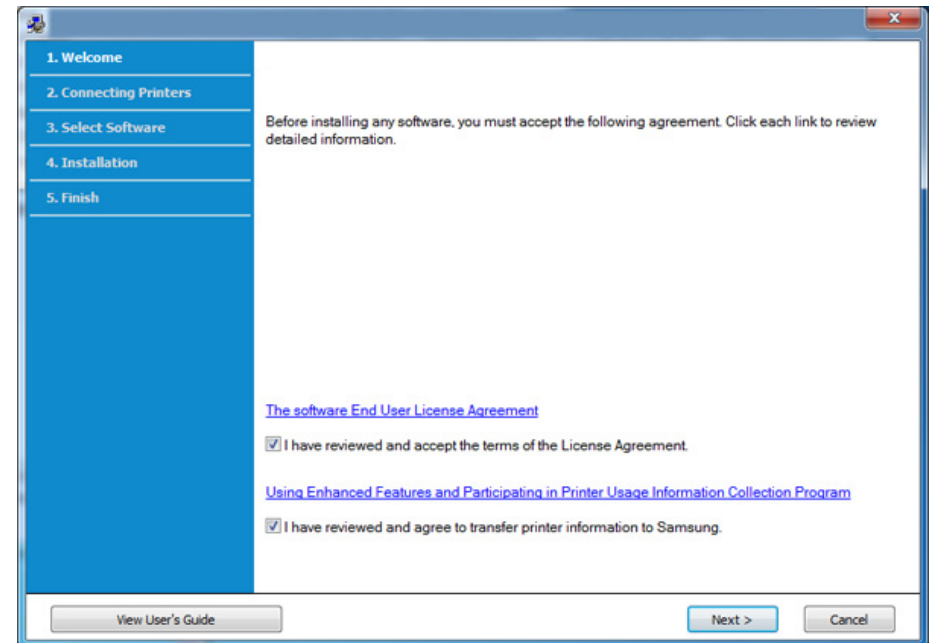 1. Welcome
2. Connecting Printers
3. Select Software
4. Installation
5. Finish
Before installing any software, you must accept the following agreement. Click each link to review
detailed information.
The software End User License Agreement
I have reviewed and accept the terms of the License Agreement.
Using Enhanced Features and Participating in Printer Usage Information Collection Program
I have reviewed and agree to transfer printer information to Samsung.
View User's Guide
Next >
Cancel